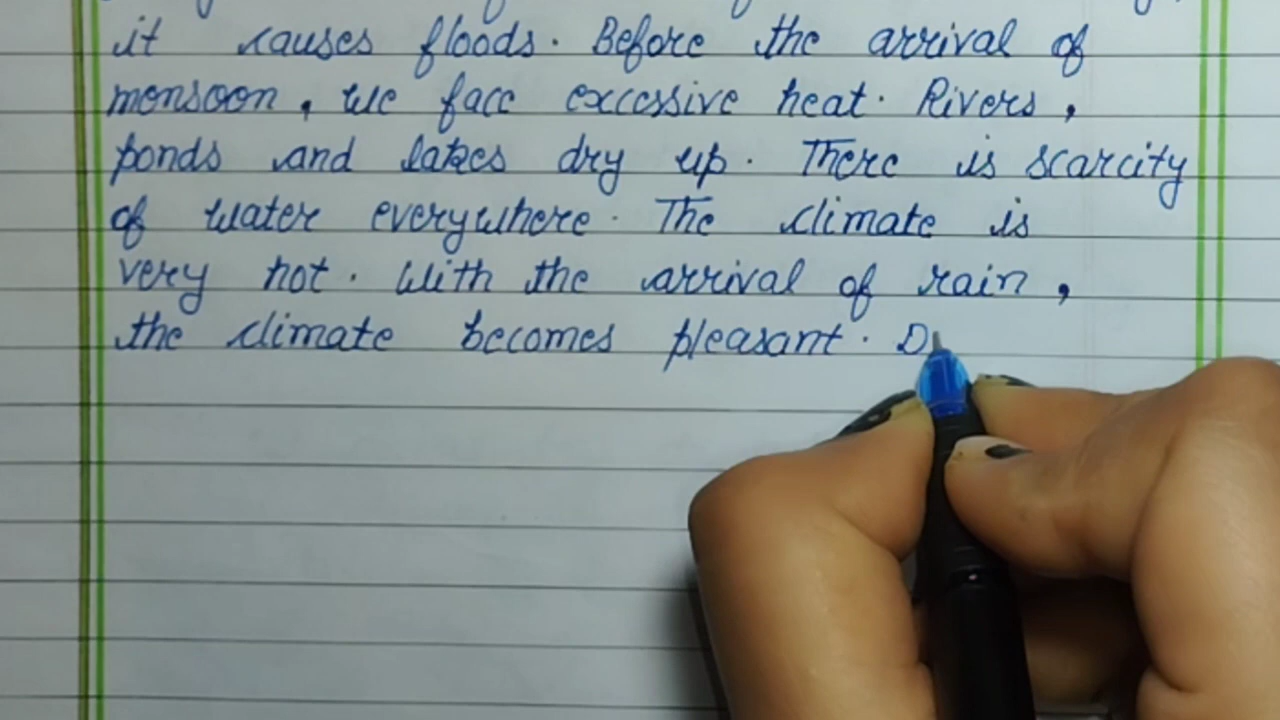 it causes floods. Before the arrival of
monsoon, we face excessive heat. Rivers,
ponds and lakes dry up. There is scarcity
of water everywhere. The climate is
very hot. With the arrival of rain,
the climate becomes pleasant. D